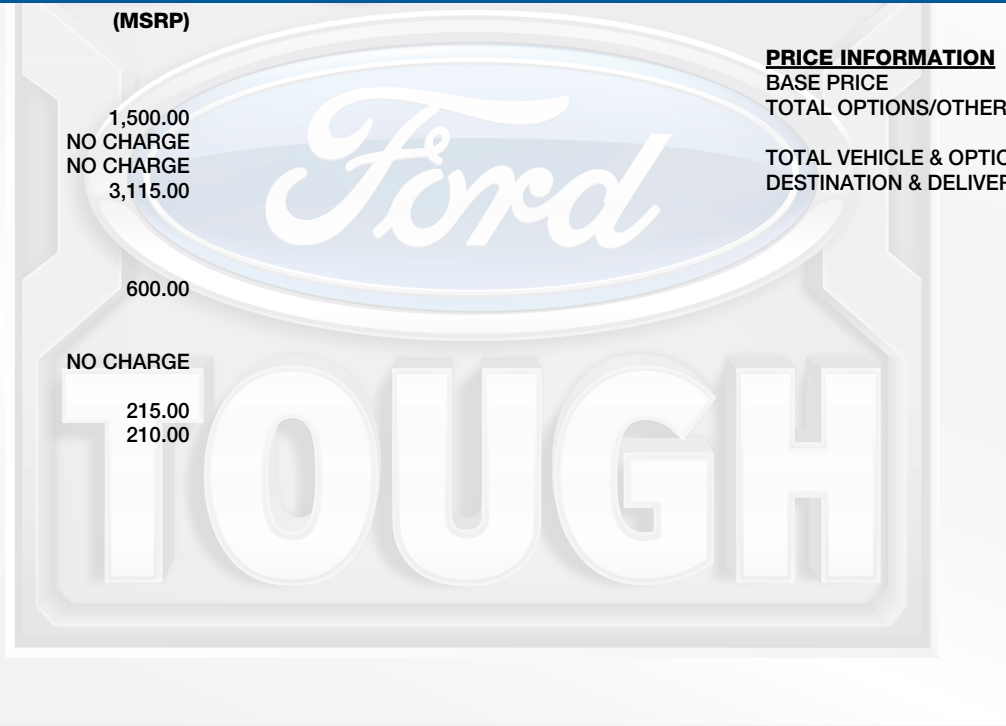 (MSRP)
1,500.00
NO CHARGE
NO CHARGE
3,115.00
600.00
NO CHARGE
215.00
210.00
PRICE INFORMATION
BASE PRICE
TOTAL OPTIONS/OTHER
TOTAL VEHICLE & OPTIO
DESTINATION & DELIVER
Ford
TOUGH